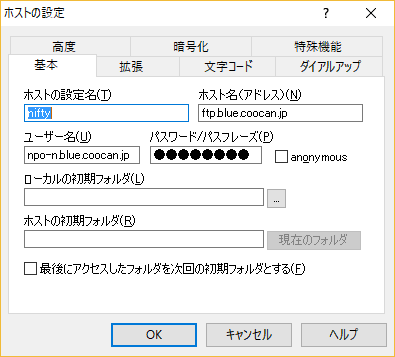 ホストの設定
高度 暗号化 特殊機能
基本 拡張 文字コード ダイアルアップ
ホストの設定名(T) ホスト名(アドレス)(N)
nifty ftp.blue.coocan.jp
ユーザー名(U) パスワード/パスフレーズ(P)
npo-n.blue.coocan.jp ●●●●●●●● anonymous
ローカルの初期フォルダ(L)
...
ホストの初期フォルダ(R)
現在のフォルダ
最後にアクセスしたフォルダを次回の初期フォルダとする(F)
OK キャンセル ヘルプ